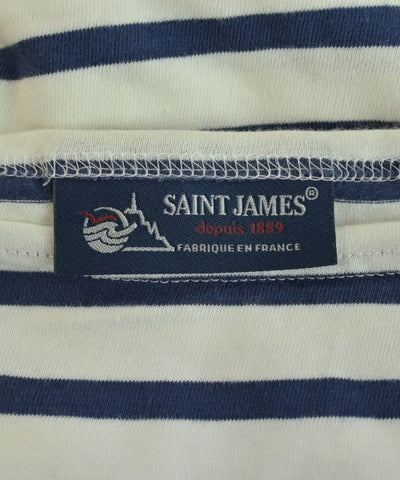 SAINT JAMES®
depuis 1889
FABRIQUE EN FRANCE